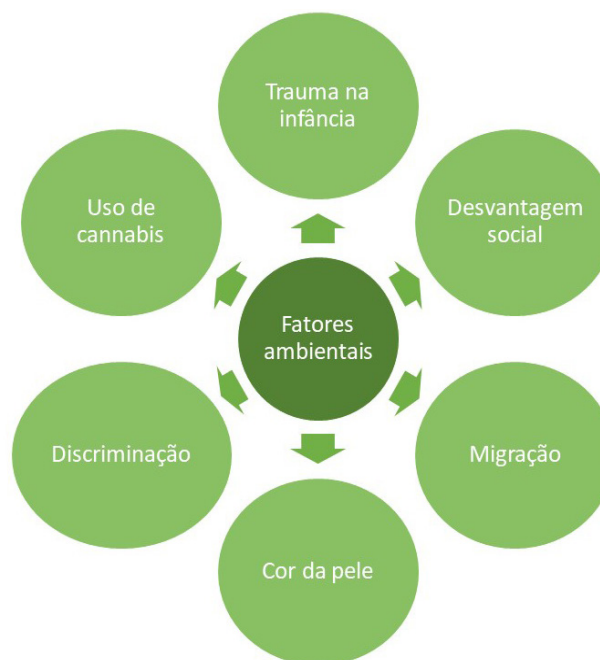 Trauma na
infância
Uso de
cannabis
Desvantagem
social
Fatores
ambientais
Discriminação
Migração
Cor da pele